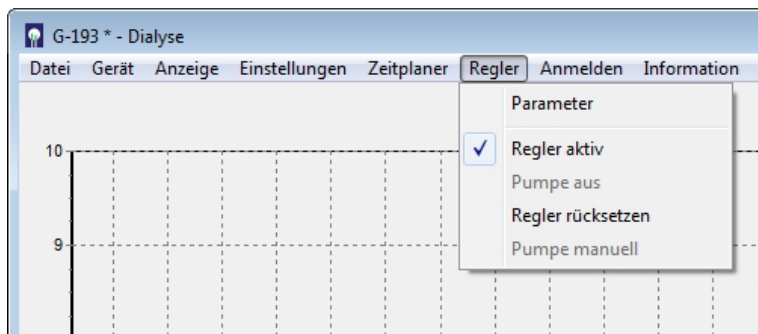 G-193 * - Dialyse
Datei Gerät Anzeige Einstellungen Zeitplaner Regler Anmelden Information
Parameter
Regler aktiv
Pumpe aus
Regler rücksetzen
Pumpe manuell
10
9